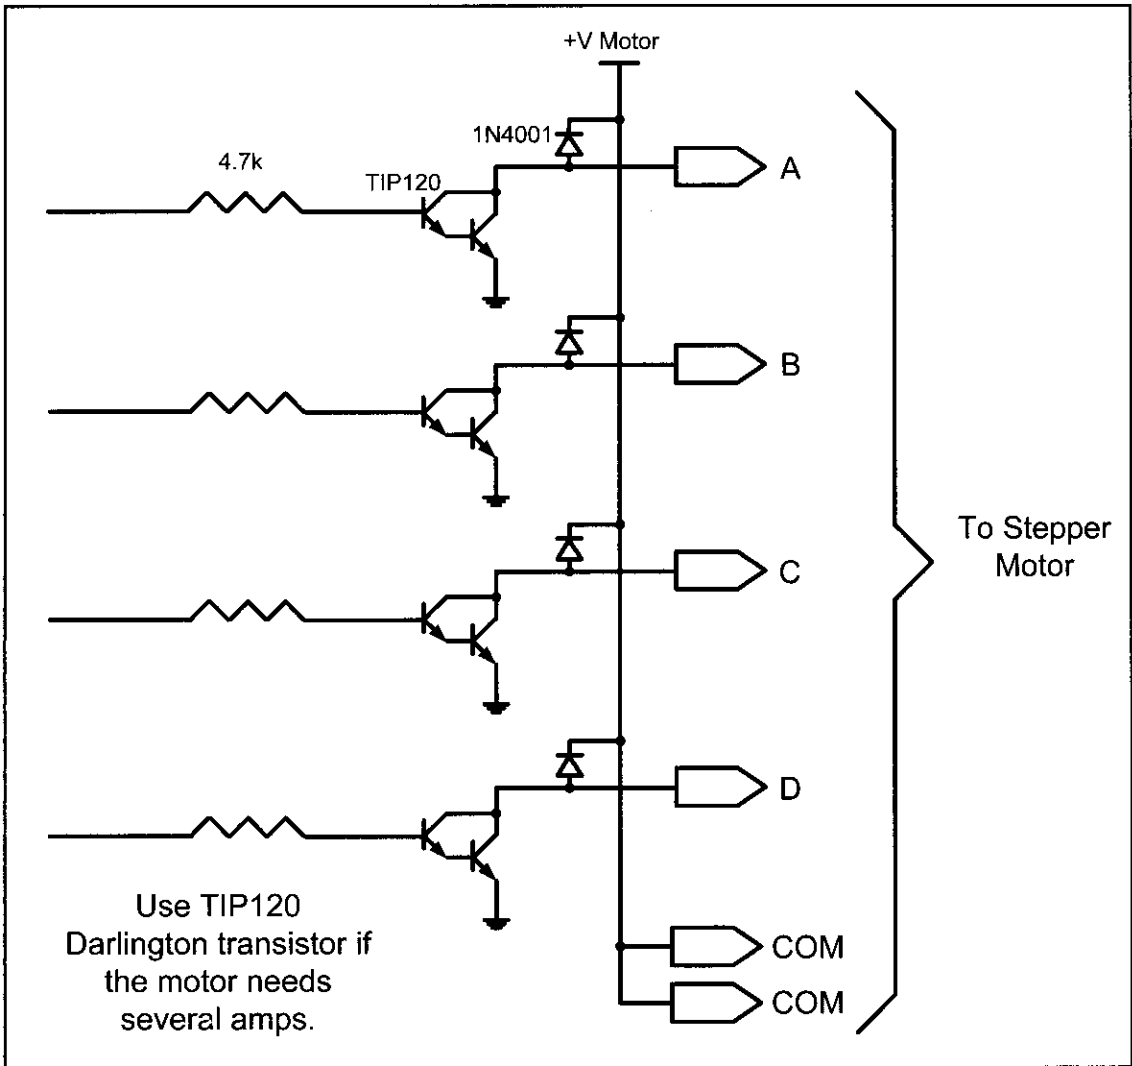 +V Motor
1N4001
4.7k
TIP120
A
B
C
To Stepper
Motor
D
Use TIP120
Darlington transistor if
the motor needs
several amps.
COM
COM